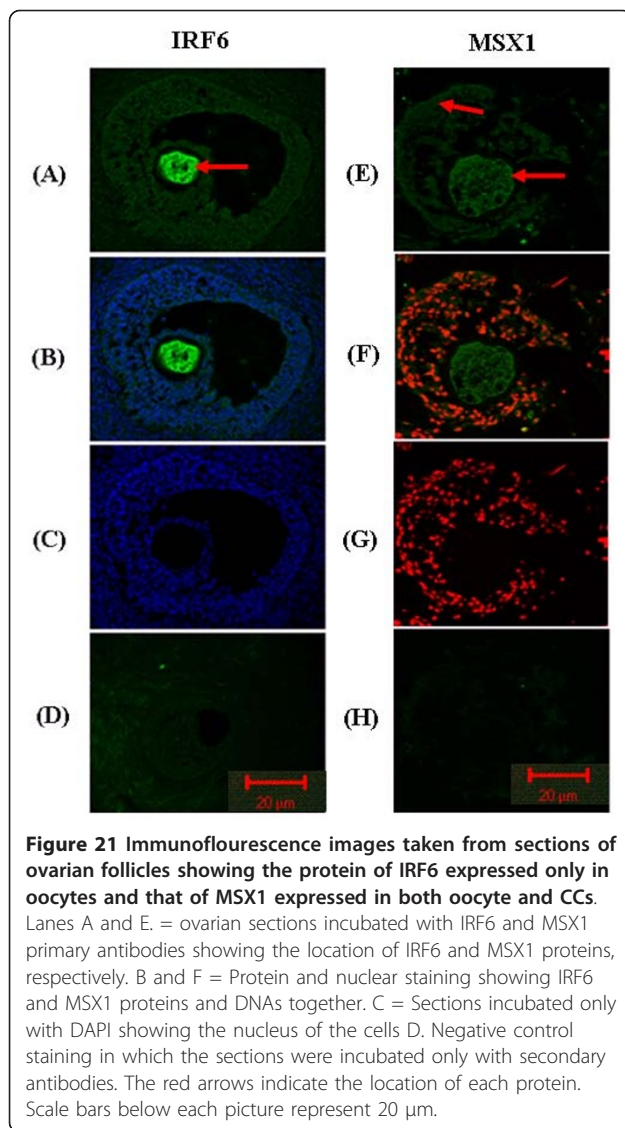 IRF6 MSX1
(A) (E)
(B) (F)
(C) (G)
(D) (H)
20 µm 20 µm
Figure 21 Immunoflourescence images taken from sections of
ovarian follicles showing the protein of IRF6 expressed only in
oocytes and that of MSX1 expressed in both oocyte and CCs.
Lanes A and E. = ovarian sections incubated with IRF6 and MSX1
primary antibodies showing the location of IRF6 and MSX1 proteins,
respectively. B and F = Protein and nuclear staining showing IRF6
and MSX1 proteins and DNAs together. C = Sections incubated only
with DAPI showing the nucleus of the cells D. Negative control
staining in which the sections were incubated only with secondary
antibodies. The red arrows indicate the location of each protein.
Scale bars below each picture represent 20 µm.